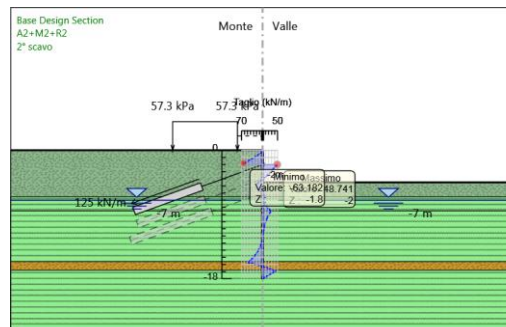 Base Design Section
A2+M2+R2
2° scavo
Monte
Valle
Taglio (kN/m)
70
50
57.3 kPa
57.3 kPa
0
Minimo
Massimo
Valore: -63.182
48.741
Z
-1.8
-2
125 kN/m
-7 m
-7 m
-18